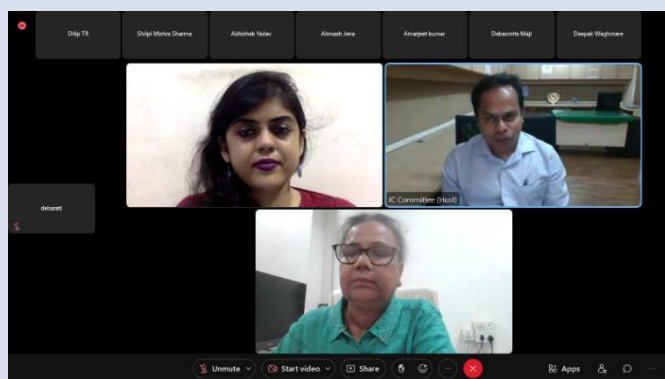 Dilip TR
Shilpi Mishra Sharma
Abhishek Yadav
Abinash Jena
Amarjeet kumar
Debasmita Maji
Deepak Waghmare
IC Committee (Host)
debarati
Unmute
Start video
Share
Apps